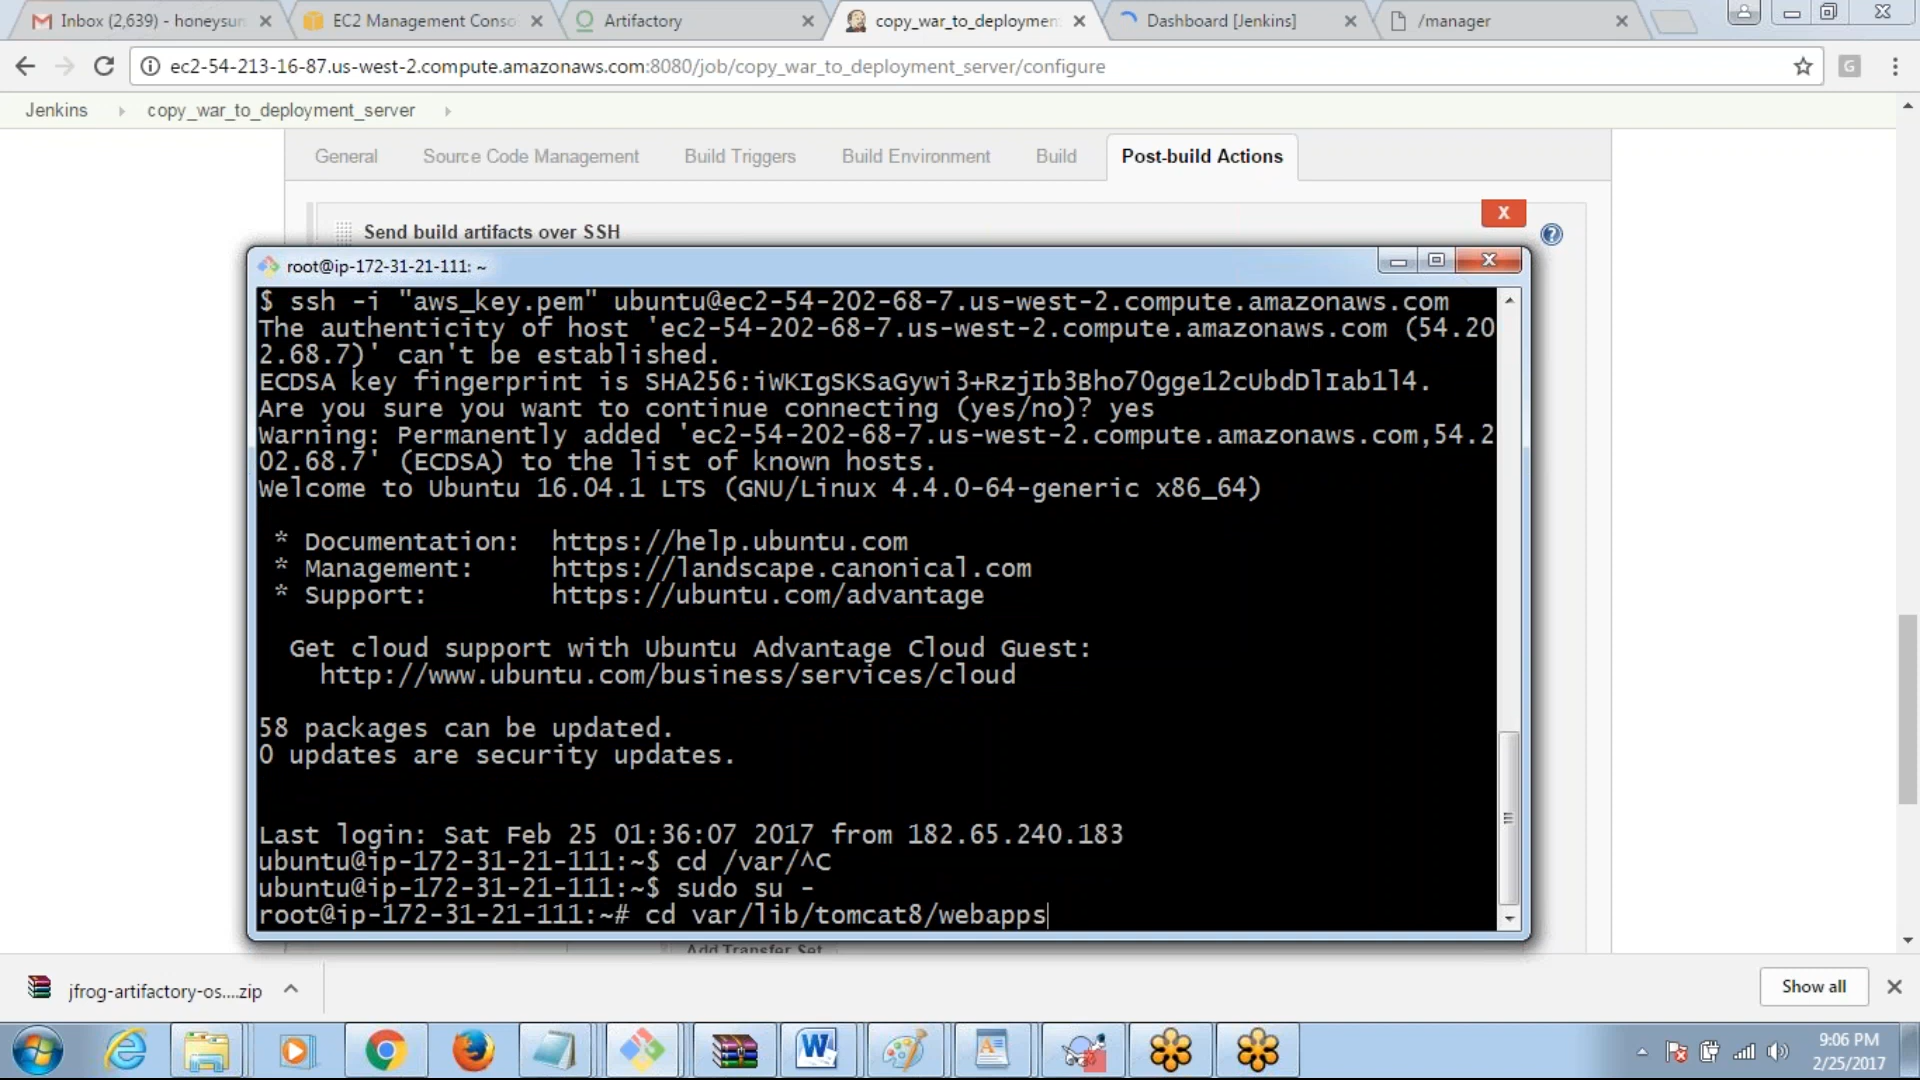 Inbox (2,639) - honeysun
EC2 Management Conso
Artifactory
copy_war_to_deploymen
Dashboard [Jenkins]
/manager
ec2-54-213-16-87.us-west-2.compute.amazonaws.com:8080/job/copy_war_to_deployment_server/configure
Jenkins
copy_war_to_deployment_server
General
Source Code Management
Build Triggers
Build Environment
Build
Post-build Actions
X
Send build artifacts over SSH
root@ip-172-31-21-111: ~
$ ssh -i "aws_key.pem" ubuntu@ec2-54-202-68-7.us-west-2.compute.amazonaws.com
The authenticity of host 'ec2-54-202-68-7.us-west-2.compute.amazonaws.com (54.20
2.68.7)' can't be established.
ECDSA key fingerprint is SHA256:iWKIgSKSaGywi3+RzjIb3Bho70gge12cUbdDlIab1l4.
Are you sure you want to continue connecting (yes/no)? yes
Warning: Permanently added 'ec2-54-202-68-7.us-west-2.compute.amazonaws.com,54.2
02.68.7' (ECDSA) to the list of known hosts.
Welcome to Ubuntu 16.04.1 LTS (GNU/Linux 4.4.0-64-generic x86_64)
* Documentation:  https://help.ubuntu.com
* Management:     https://landscape.canonical.com
* Support:        https://ubuntu.com/advantage
Get cloud support with Ubuntu Advantage Cloud Guest:
http://www.ubuntu.com/business/services/cloud
58 packages can be updated.
0 updates are security updates.
Last login: Sat Feb 25 01:36:07 2017 from 182.65.240.183
ubuntu@ip-172-31-21-111:~$ cd /var/^C
ubuntu@ip-172-31-21-111:~$ sudo su -
root@ip-172-31-21-111:~# cd var/lib/tomcat8/webapps
Add Transfer Set
jfrog-artifactory-os....zip
Show all
9:06 PM
2/25/2017